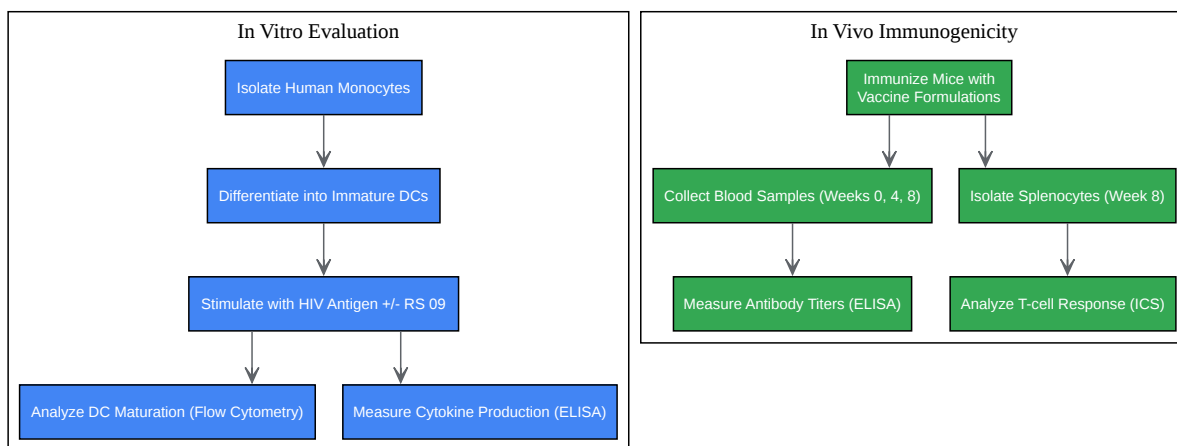 In Vitro Evaluation
Isolate Human Monocytes
Differentiate into Immature DCs
Stimulate with HIV Antigen +/- RS 09
Analyze DC Maturation (Flow Cytometry)
Measure Cytokine Production (ELISA)
In Vivo Immunogenicity
Immunize Mice with
Vaccine Formulations
Collect Blood Samples (Weeks 0, 4, 8)
Isolate Splenocytes (Week 8)
Measure Antibody Titers (ELISA)
Analyze T-cell Response (ICS)